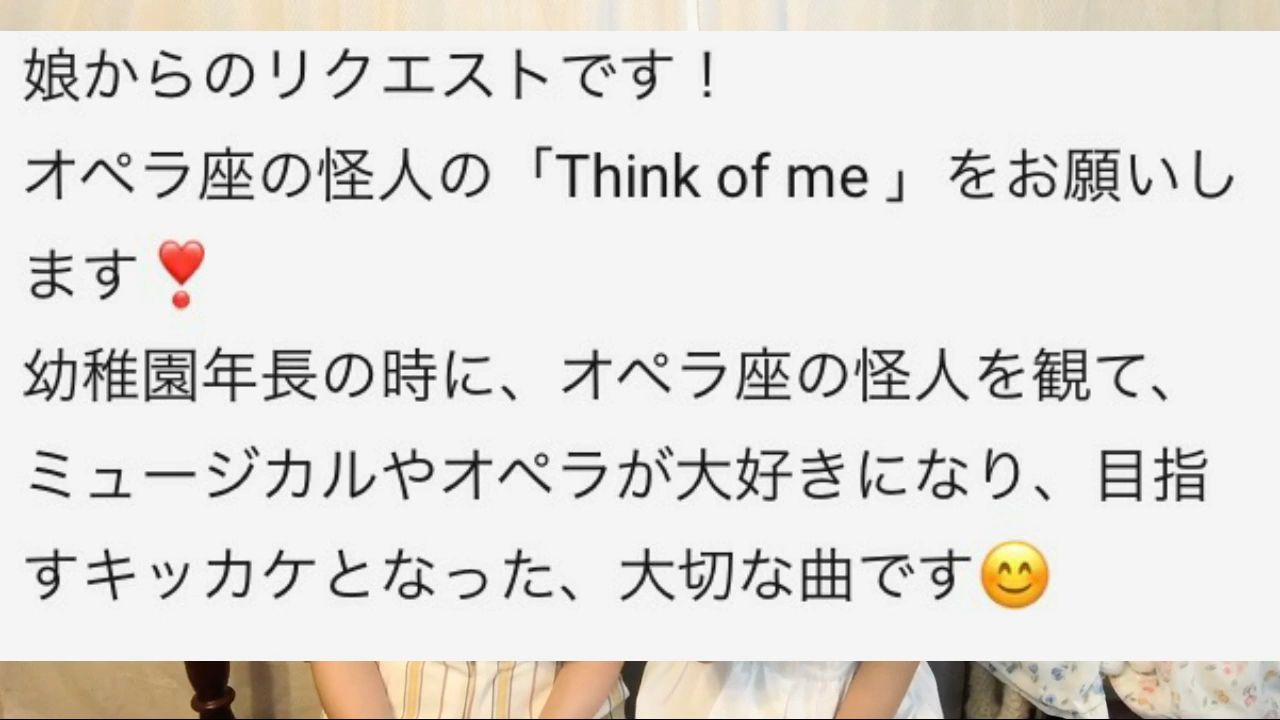 娘からのリクエストです！
オペラ座の怪人の「Think of me 」をお願いし
ます❣️
幼稚園年長の時に、オペラ座の怪人を観て、
ミュージカルやオペラが大好きになり、目指
すキッカケとなった、大切な曲です😊